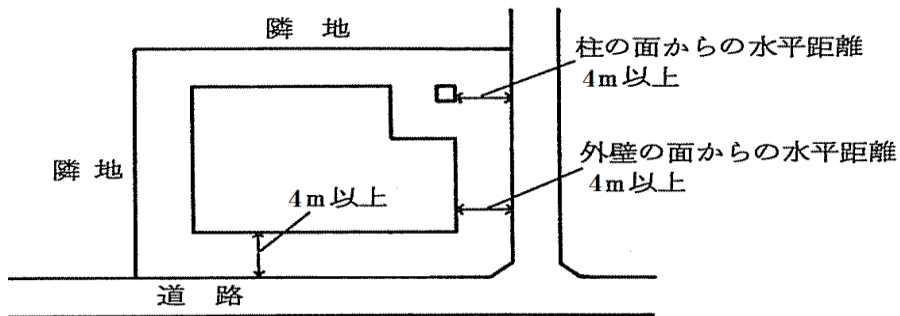 隣 地
柱の面からの水平距離
4m以上
隣 地
外壁の面からの水平距離
4m以上
4m以上
道 路